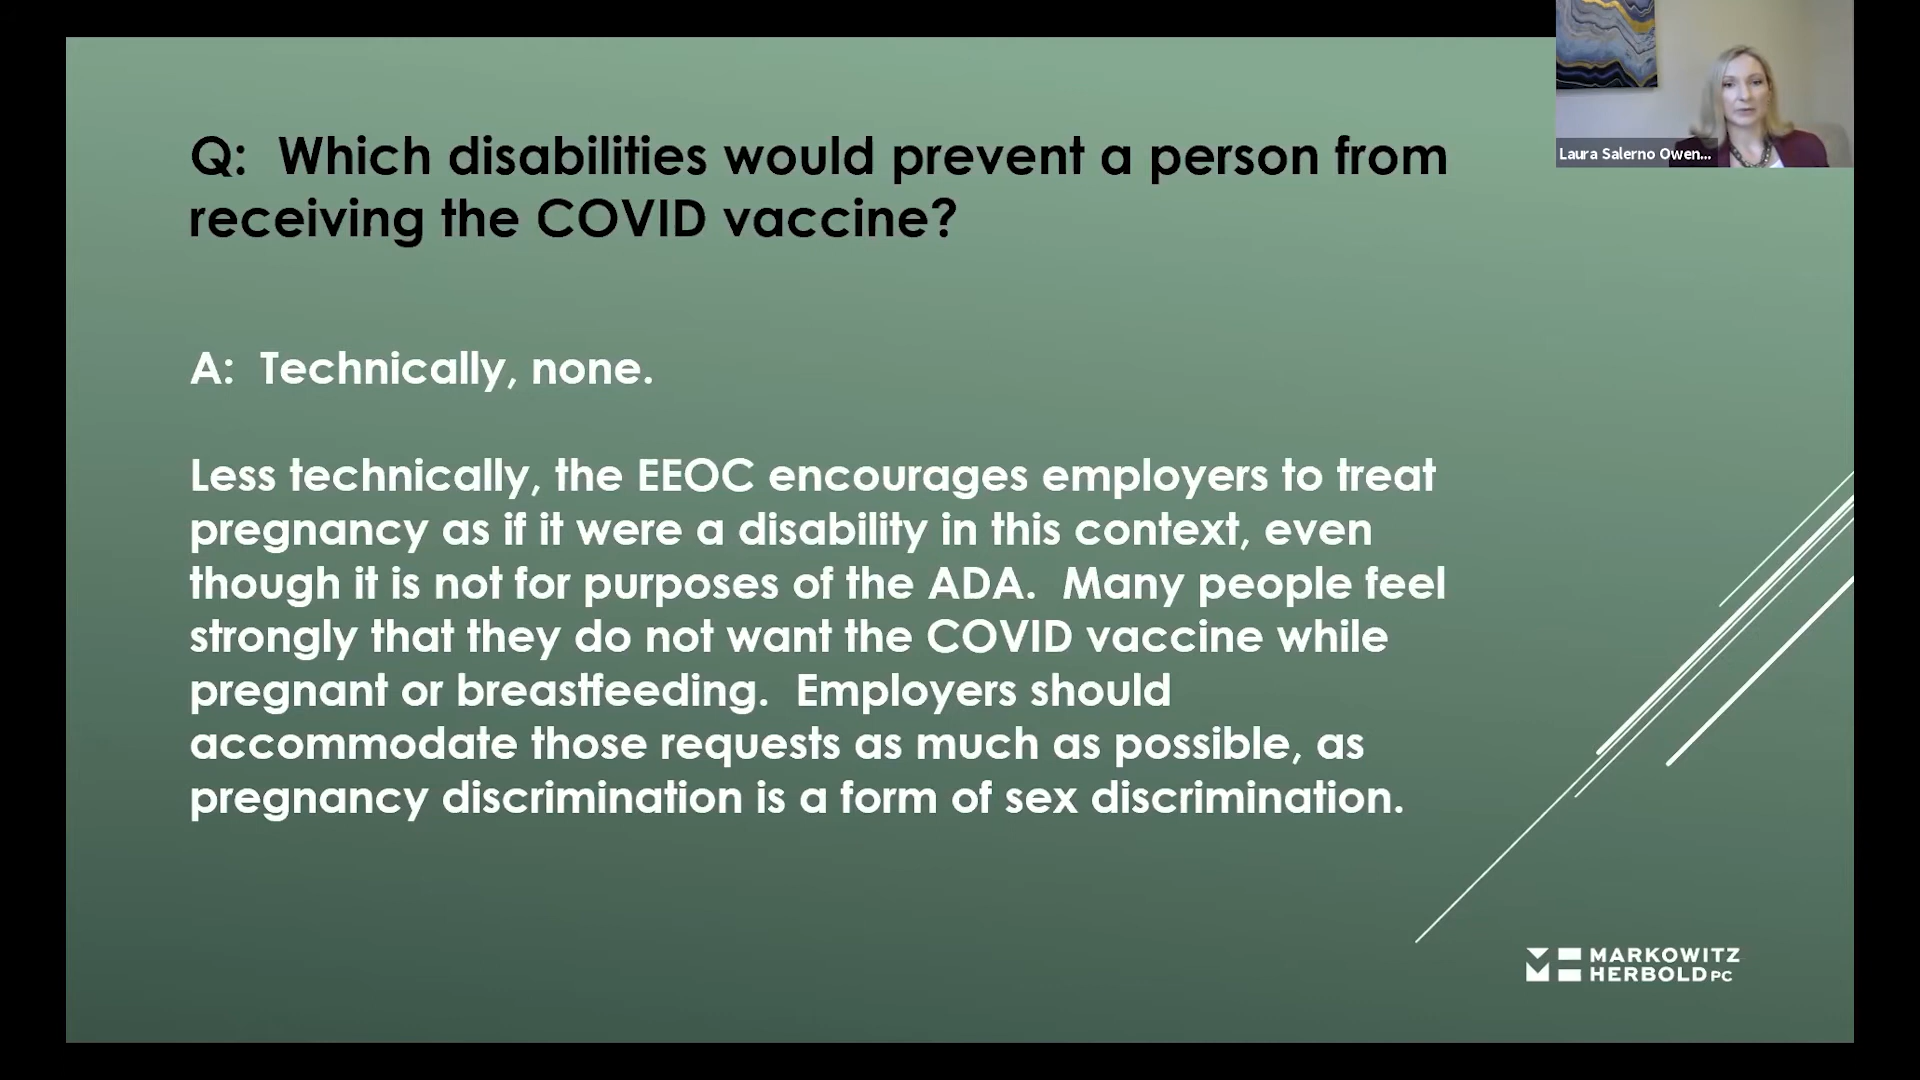 Laura Salerno Owen...
Q: Which disabilities would prevent a person from
receiving the COVID vaccine?
A: Technically, none.
Less technically, the EEOC encourages employers to treat
pregnancy as if it were a disability in this context, even
though it is not for purposes of the ADA. Many people feel
strongly that they do not want the COVID vaccine while
pregnant or breastfeeding. Employers should
accommodate those requests as much as possible, as
pregnancy discrimination is a form of sex discrimination.
MARKOWITZ
HERBOLD PC